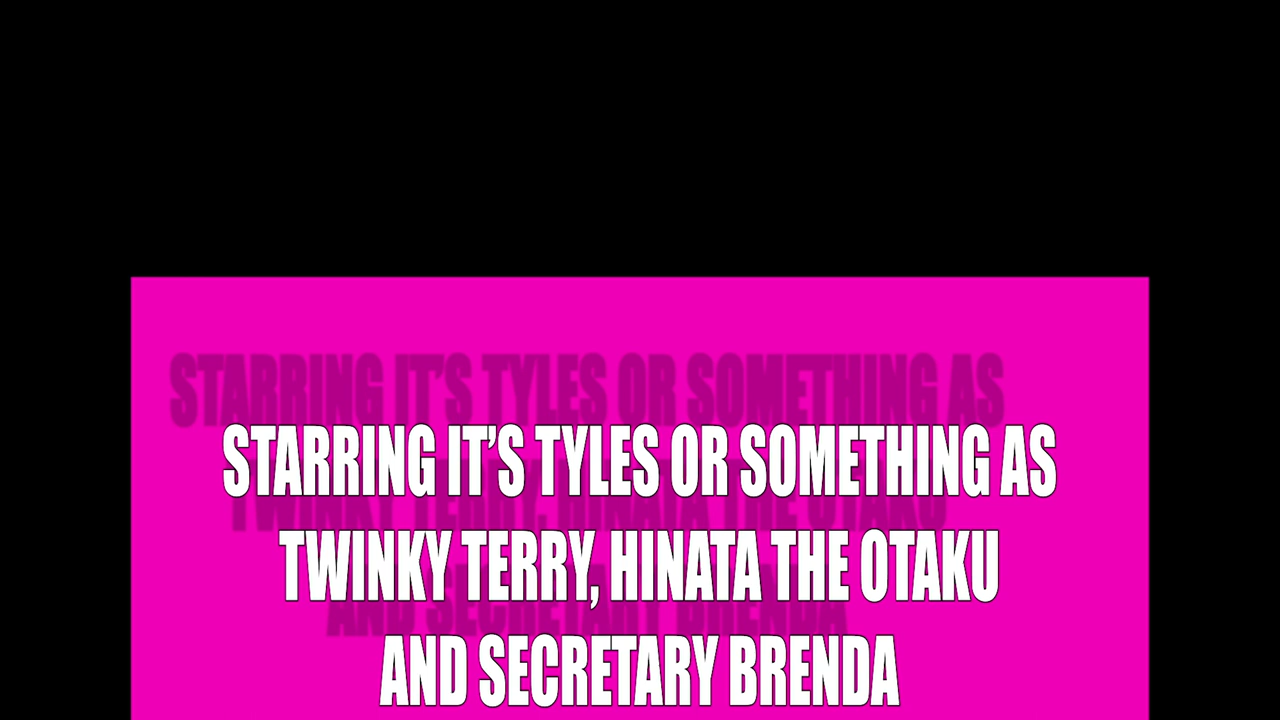 STARRING IT’S TYLES OR SOMETHING AS
TWINKY TERRY, HINATA THE OTAKU
AND SECRETARY BRENDA